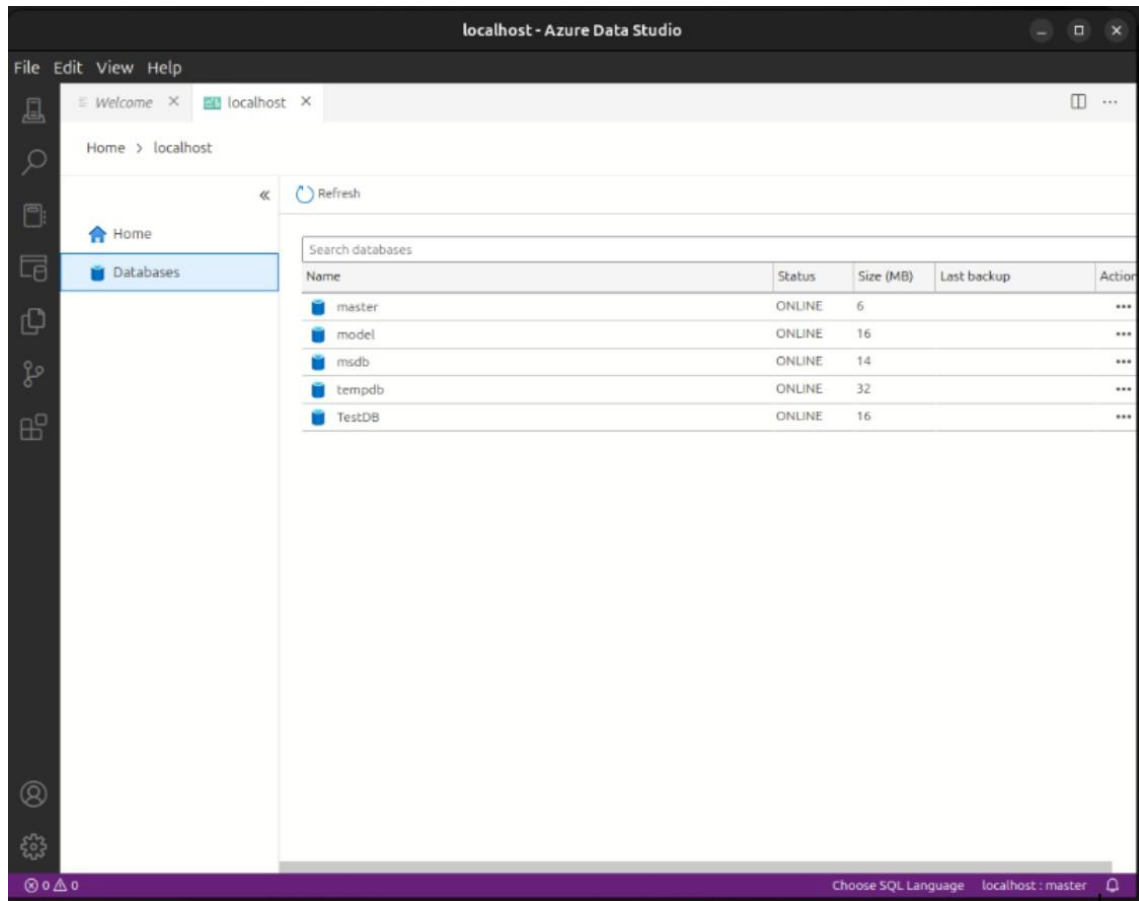 localhost - Azure Data Studio
File Edit View Help
Welcome
localhost
Home > localhost
Refresh
Home
Databases
Search databases
Name Status Size (MB) Last backup Action
master ONLINE 6
model ONLINE 16
msdb ONLINE 14
tempdb ONLINE 32
TestDB ONLINE 16
0 0 Choose SQL Language localhost : master